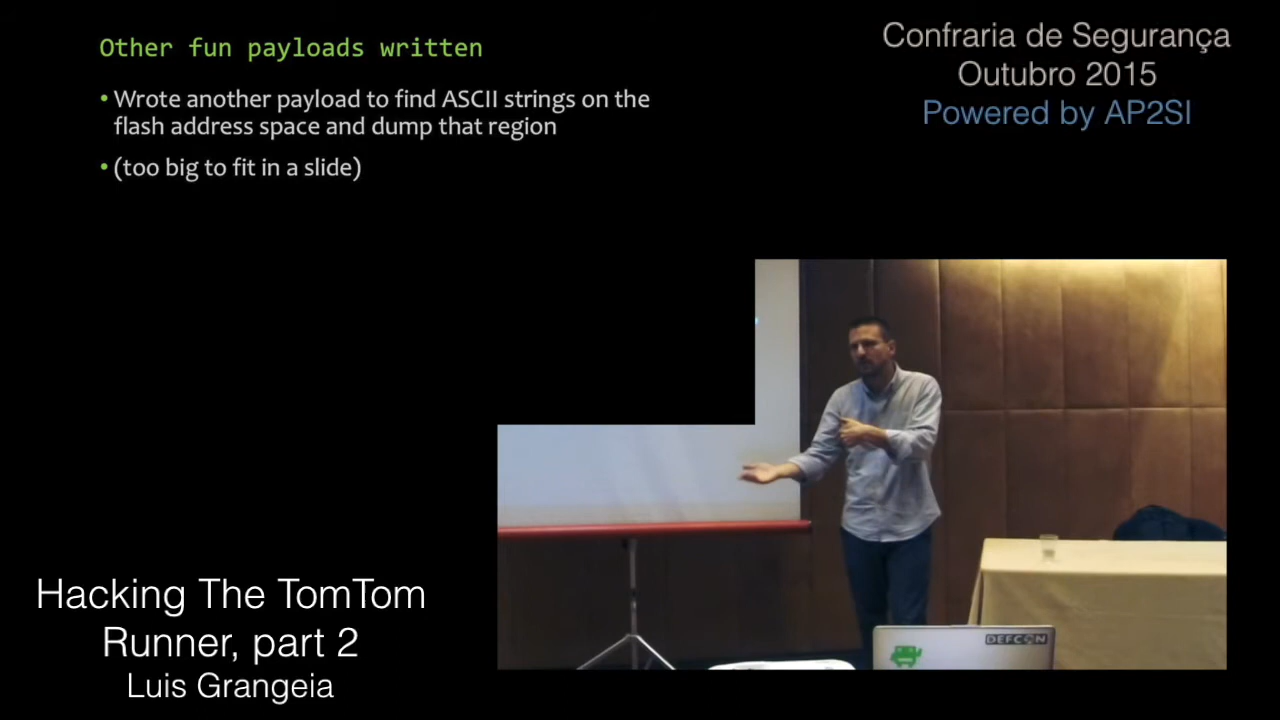 Other fun payloads written
• Wrote another payload to find ASCII strings on the
flash address space and dump that region
• (too big to fit in a slide)
Confraria de Segurança
Outubro 2015
Powered by AP2SI
DEFCON
Hacking The TomTom
Runner, part 2
Luis Grangeia